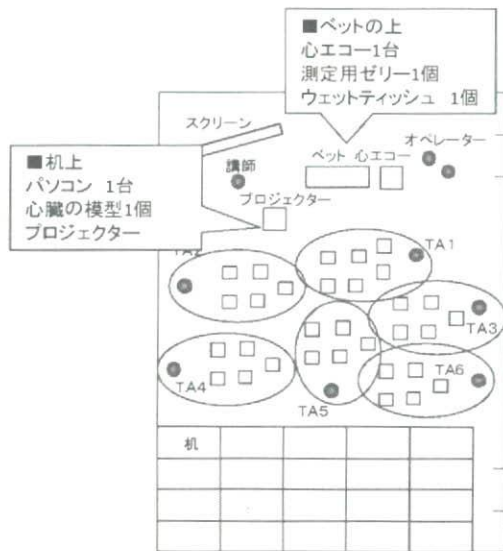 ■ベットの上
心エコー1台
測定用ゼリー1個
ウェットティッシュ 1個
スクリーン
オペレーター
ベット 心エコー
講師
プロジェクター
■机上
パソコン 1台
心臓の模型1個
プロジェクター
TA1
TA2
TA3
TA4
TA5
TA6
机